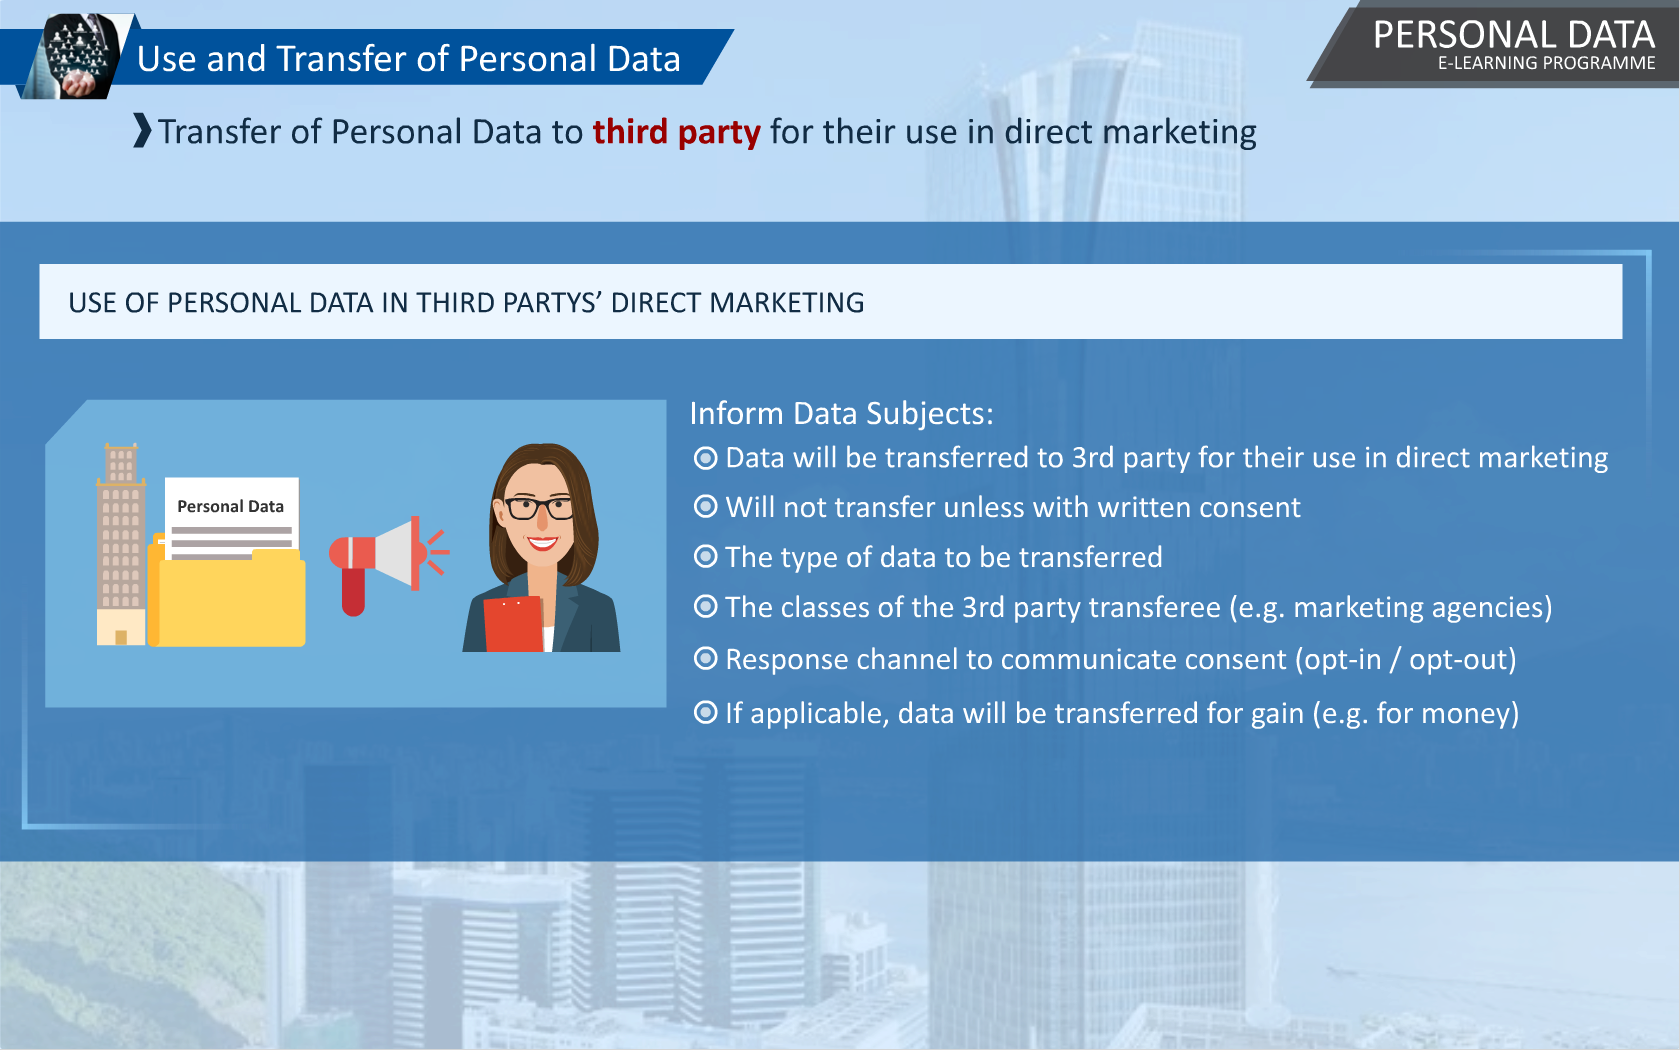 Use and Transfer of Personal Data
PERSONAL DATA
E-LEARNING PROGRAMME
Transfer of Personal Data to third party for their use in direct marketing
USE OF PERSONAL DATA IN THIRD PARTYS’ DIRECT MARKETING
Personal Data
Inform Data Subjects:
Data will be transferred to 3rd party for their use in direct marketing
Will not transfer unless with written consent
The type of data to be transferred
The classes of the 3rd party transferee (e.g. marketing agencies)
Response channel to communicate consent (opt-in / opt-out)
If applicable, data will be transferred for gain (e.g. for money)